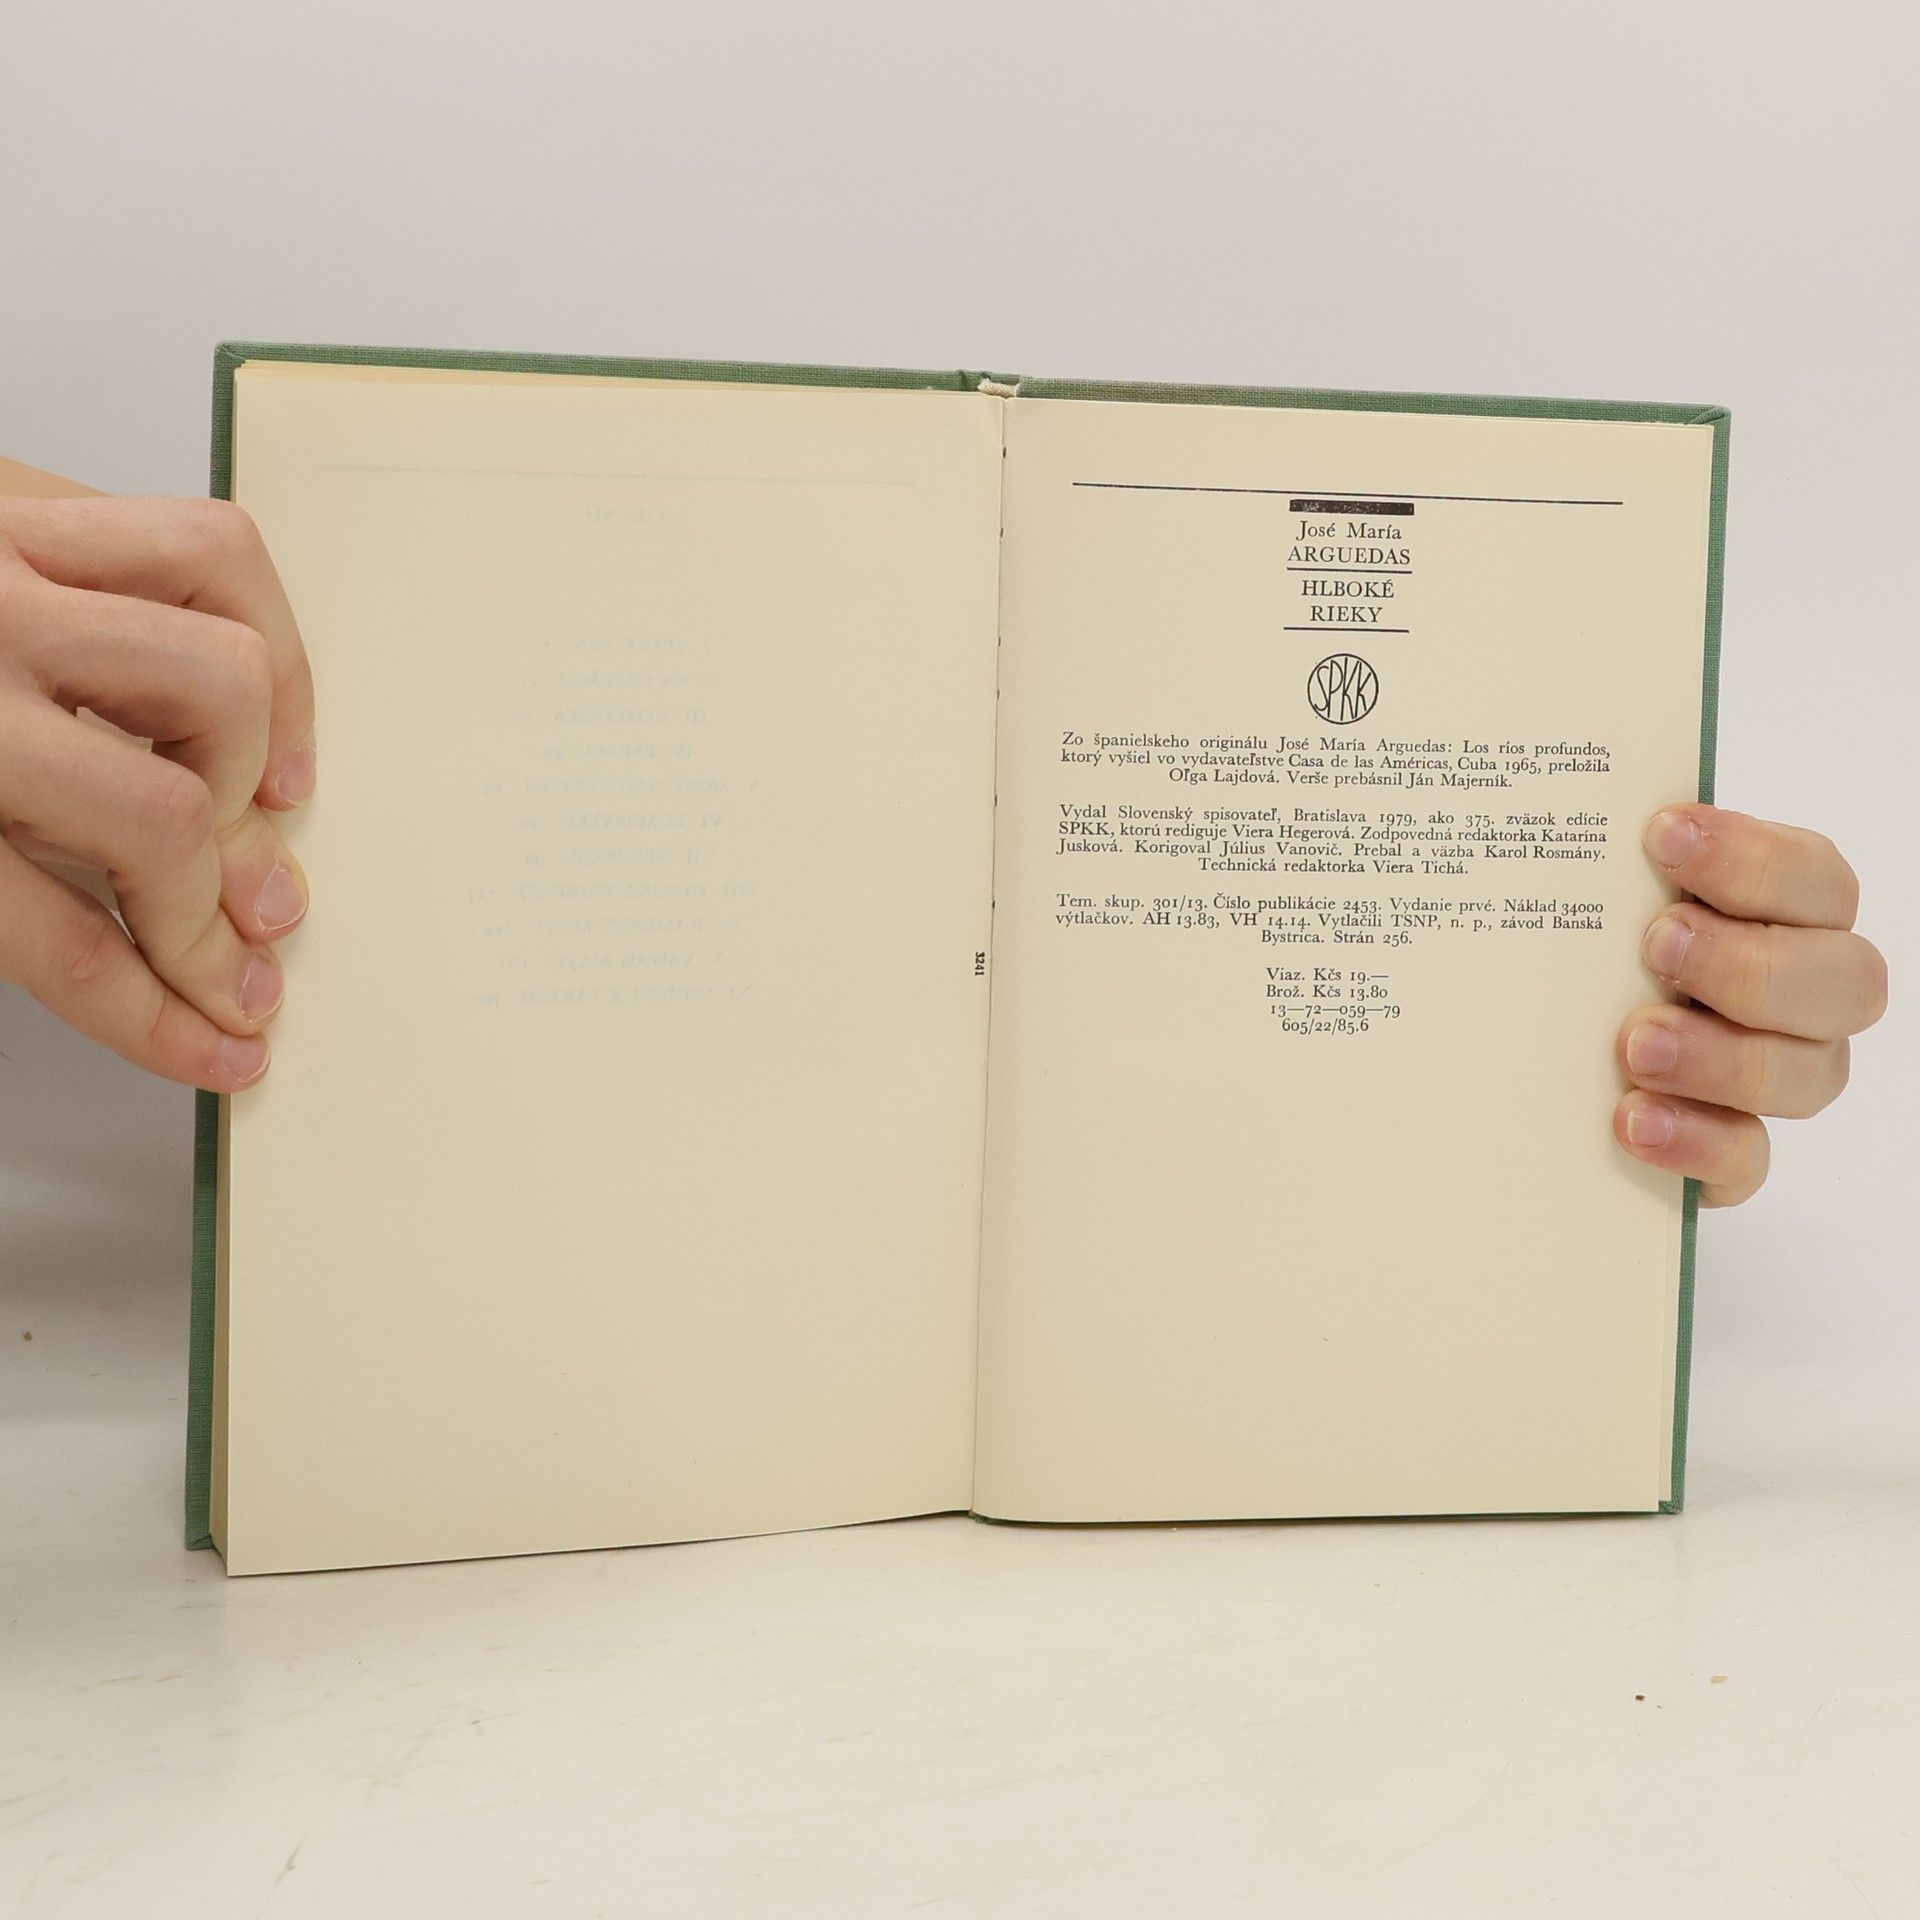 OBSAH
José María
ARGUEDAS
HLBOKÉ
RIEKY
SPKK
Zo španielskeho originálu José María Arguedas: Los ríos profundos,
ktorý vyšiel vo vydavateľstve Casa de las Américas, Cuba 1965, preložila
Oľga Lajdová. Verše prebásnil Ján Majerník.
Vydal Slovenský spisovateľ, Bratislava 1979, ako 375. zväzok edície
SPKK, ktorú rediguje Viera Hegerová. Zodpovedná redaktorka Katarína
Jusková. Korigoval Július Vanovič. Prebal a väzba Karol Rosmány.
Technická redaktorka Viera Tichá.
Tem. skup. 301/13. Číslo publikácie 2453. Vydanie prvé. Náklad 34000
výtlačkov. AH 13.83, VH 14.14. Vytlačili TSNP, n. p., závod Banská
Bystrica. Strán 256.
3241
Viaz. Kčs 19.—
Brož. Kčs 13.80
13—72—059—79
605/22/85.6